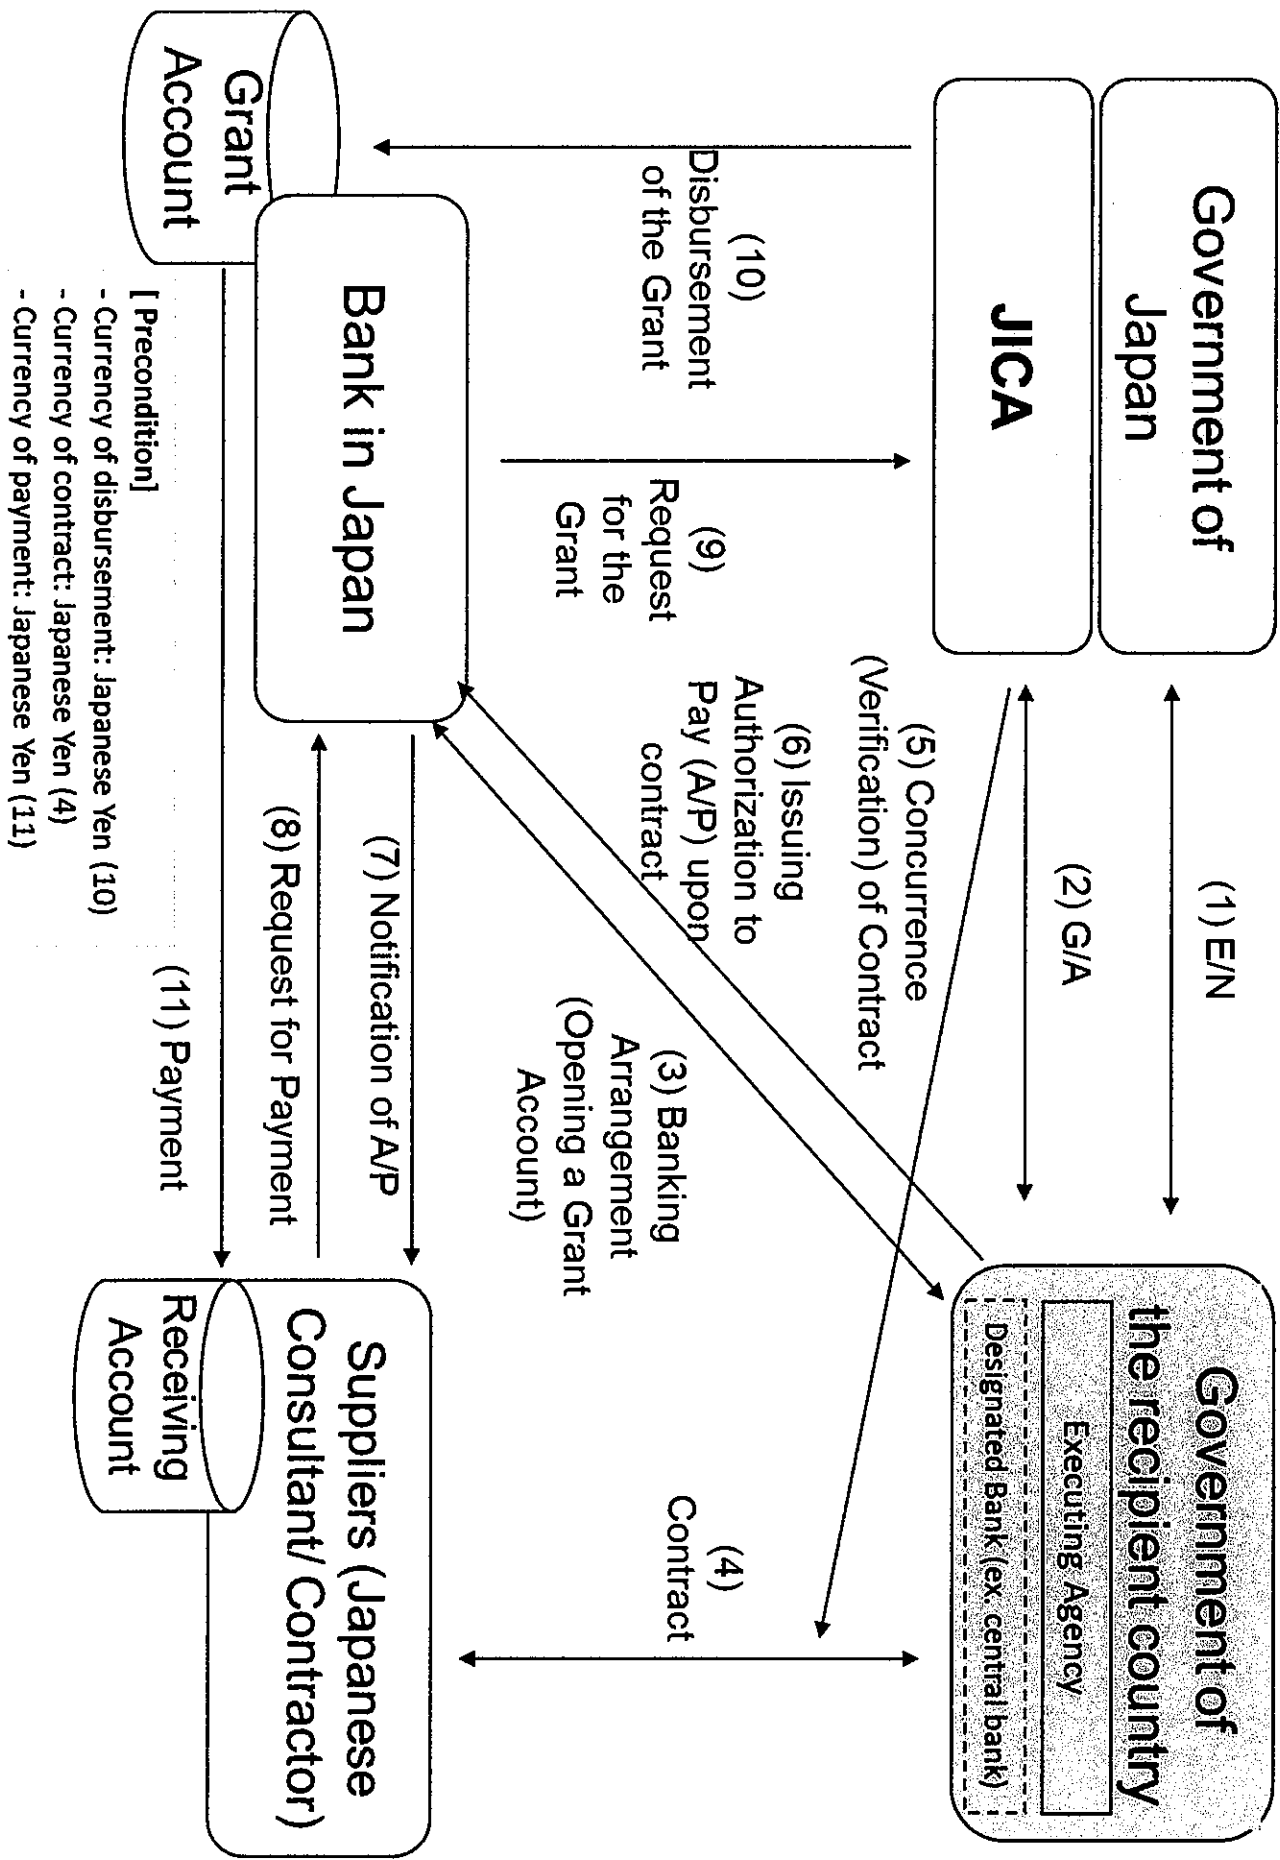 Government of
Japan
JICA
(1) E/N
(2) G/A
Government of
the recipient country
Executing Agency
Designated Bank (ex. central bank)
(5) Concurrence
(Verification) of Contract
(10)
Disbursement
of the Grant
(9)
Request
for the
Grant
(6) Issuing
Authorization to
Pay (A/P) upon
contract
(3) Banking
Arrangement
(Opening a Grant
Account)
(4)
Contract
Bank in Japan
Grant
Account
(7) Notification of A/P
(8) Request for Payment
(11) Payment
Suppliers (Japanese
Consultant/ Contractor)
Receiving
Account
[ Precondition]
- Currency of disbursement: Japanese Yen (10)
- Currency of contract: Japanese Yen (4)
- Currency of payment: Japanese Yen (11)